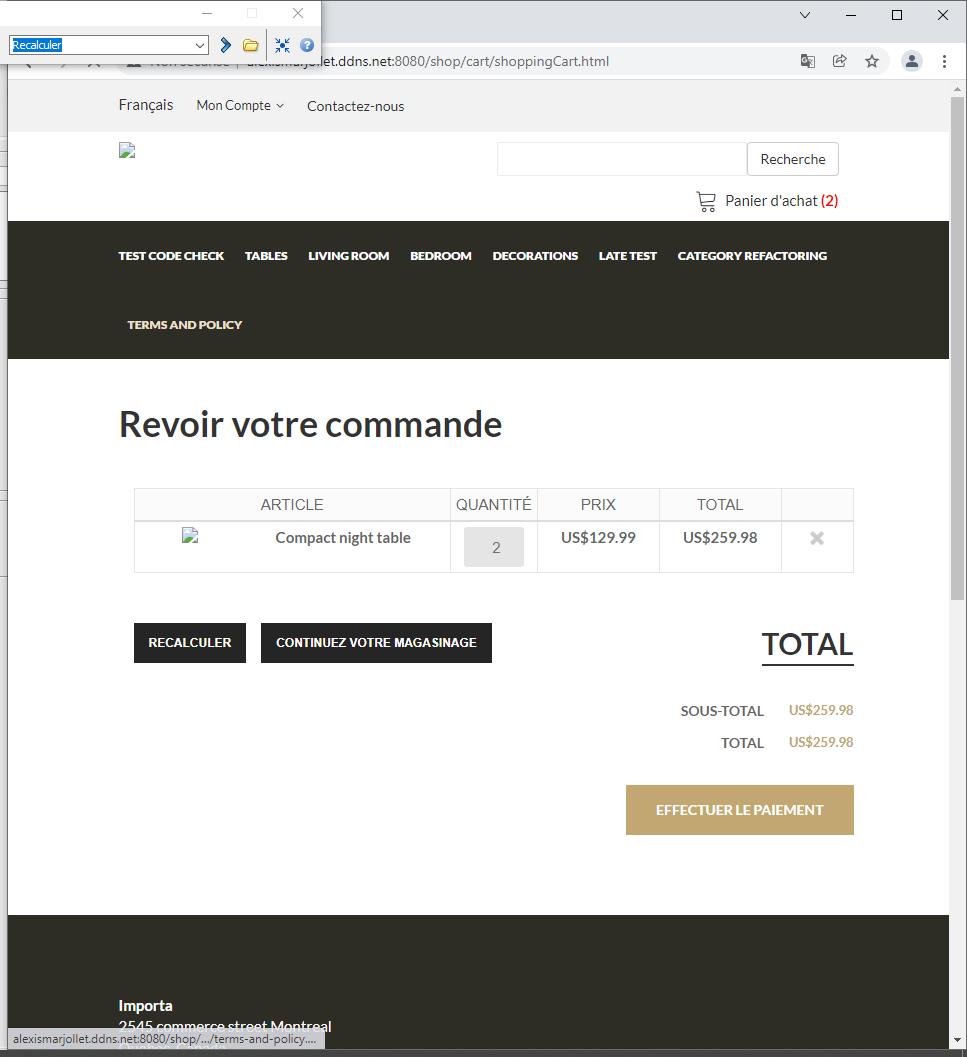 Recalculer
alexismarjollet.ddns.net:8080/shop/cart/shoppingCart.html
Français Mon Compte Contactez-nous
Recherche
Panier d'achat (2)
TEST CODE CHECK TABLES LIVING ROOM BEDROOM DECORATIONS LATE TEST CATEGORY REFACTORING
TERMS AND POLICY
Revoir votre commande
ARTICLE QUANTITÉ PRIX TOTAL
Compact night table 2 US$129.99 US$259.98
RECALCULER CONTINUEZ VOTRE MAGASINAGE
TOTAL
SOUS-TOTAL US$259.98
TOTAL US$259.98
EFFECTUER LE PAIEMENT
Importa
2545 commerce street Montreal
alexismarjollet.ddns.net:8080/shop/.../terms-and-policy....